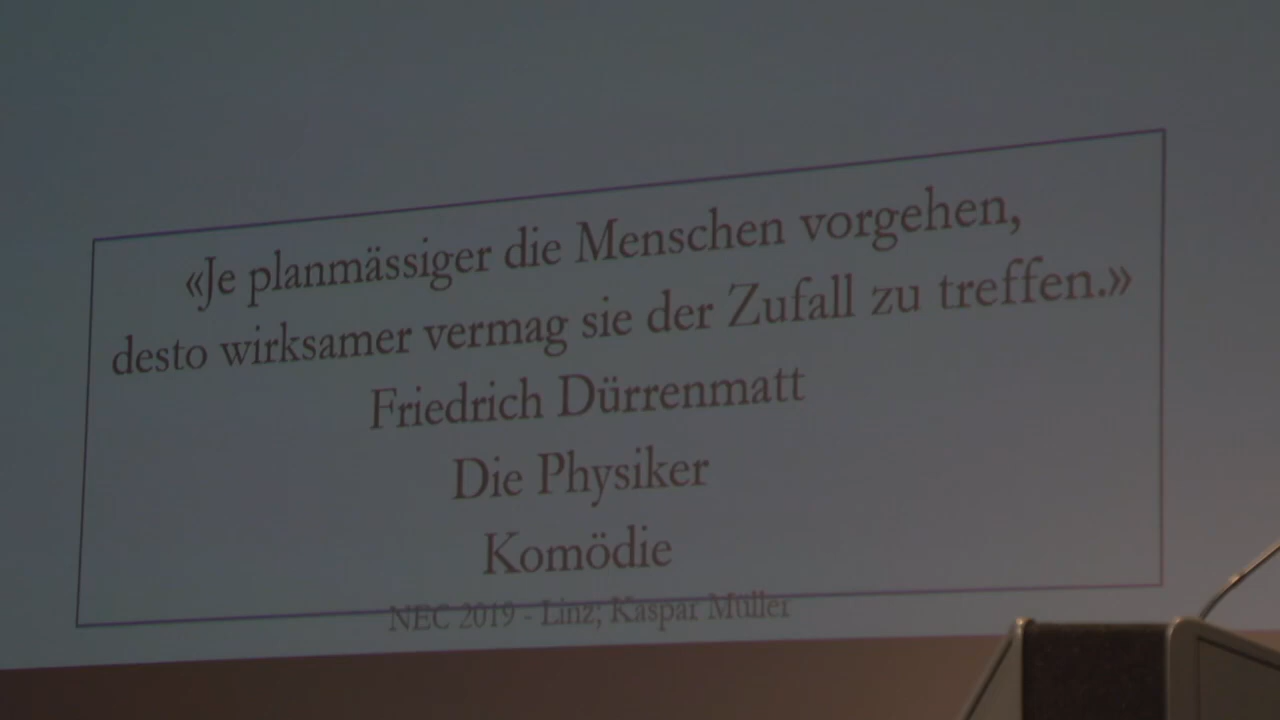 «Je planmässiger die Menschen vorgehen,
desto wirksamer vermag sie der Zufall zu treffen.»
Friedrich Dürrenmatt
Die Physiker
Komödie
NEC 2019 - Linz; Kaspar Müller